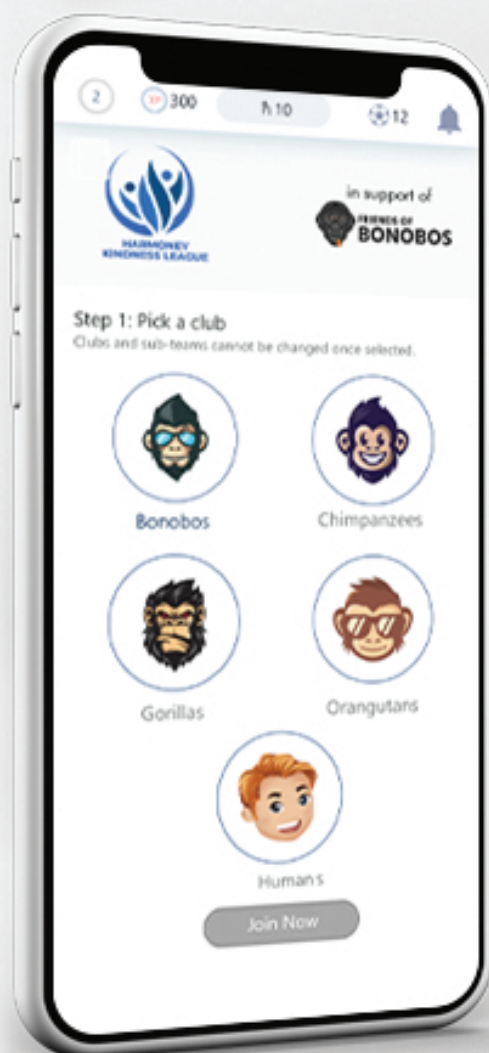 2
XP 300
10
12
HARMONEY
KINDNESS LEAGUE
in support of
FRIENDS OF
BONOBOS
Step 1: Pick a club
Clubs and sub-teams cannot be changed once selected.
Bonobos
Chimpanzees
Gorillas
Orangutans
Humans
Join Now